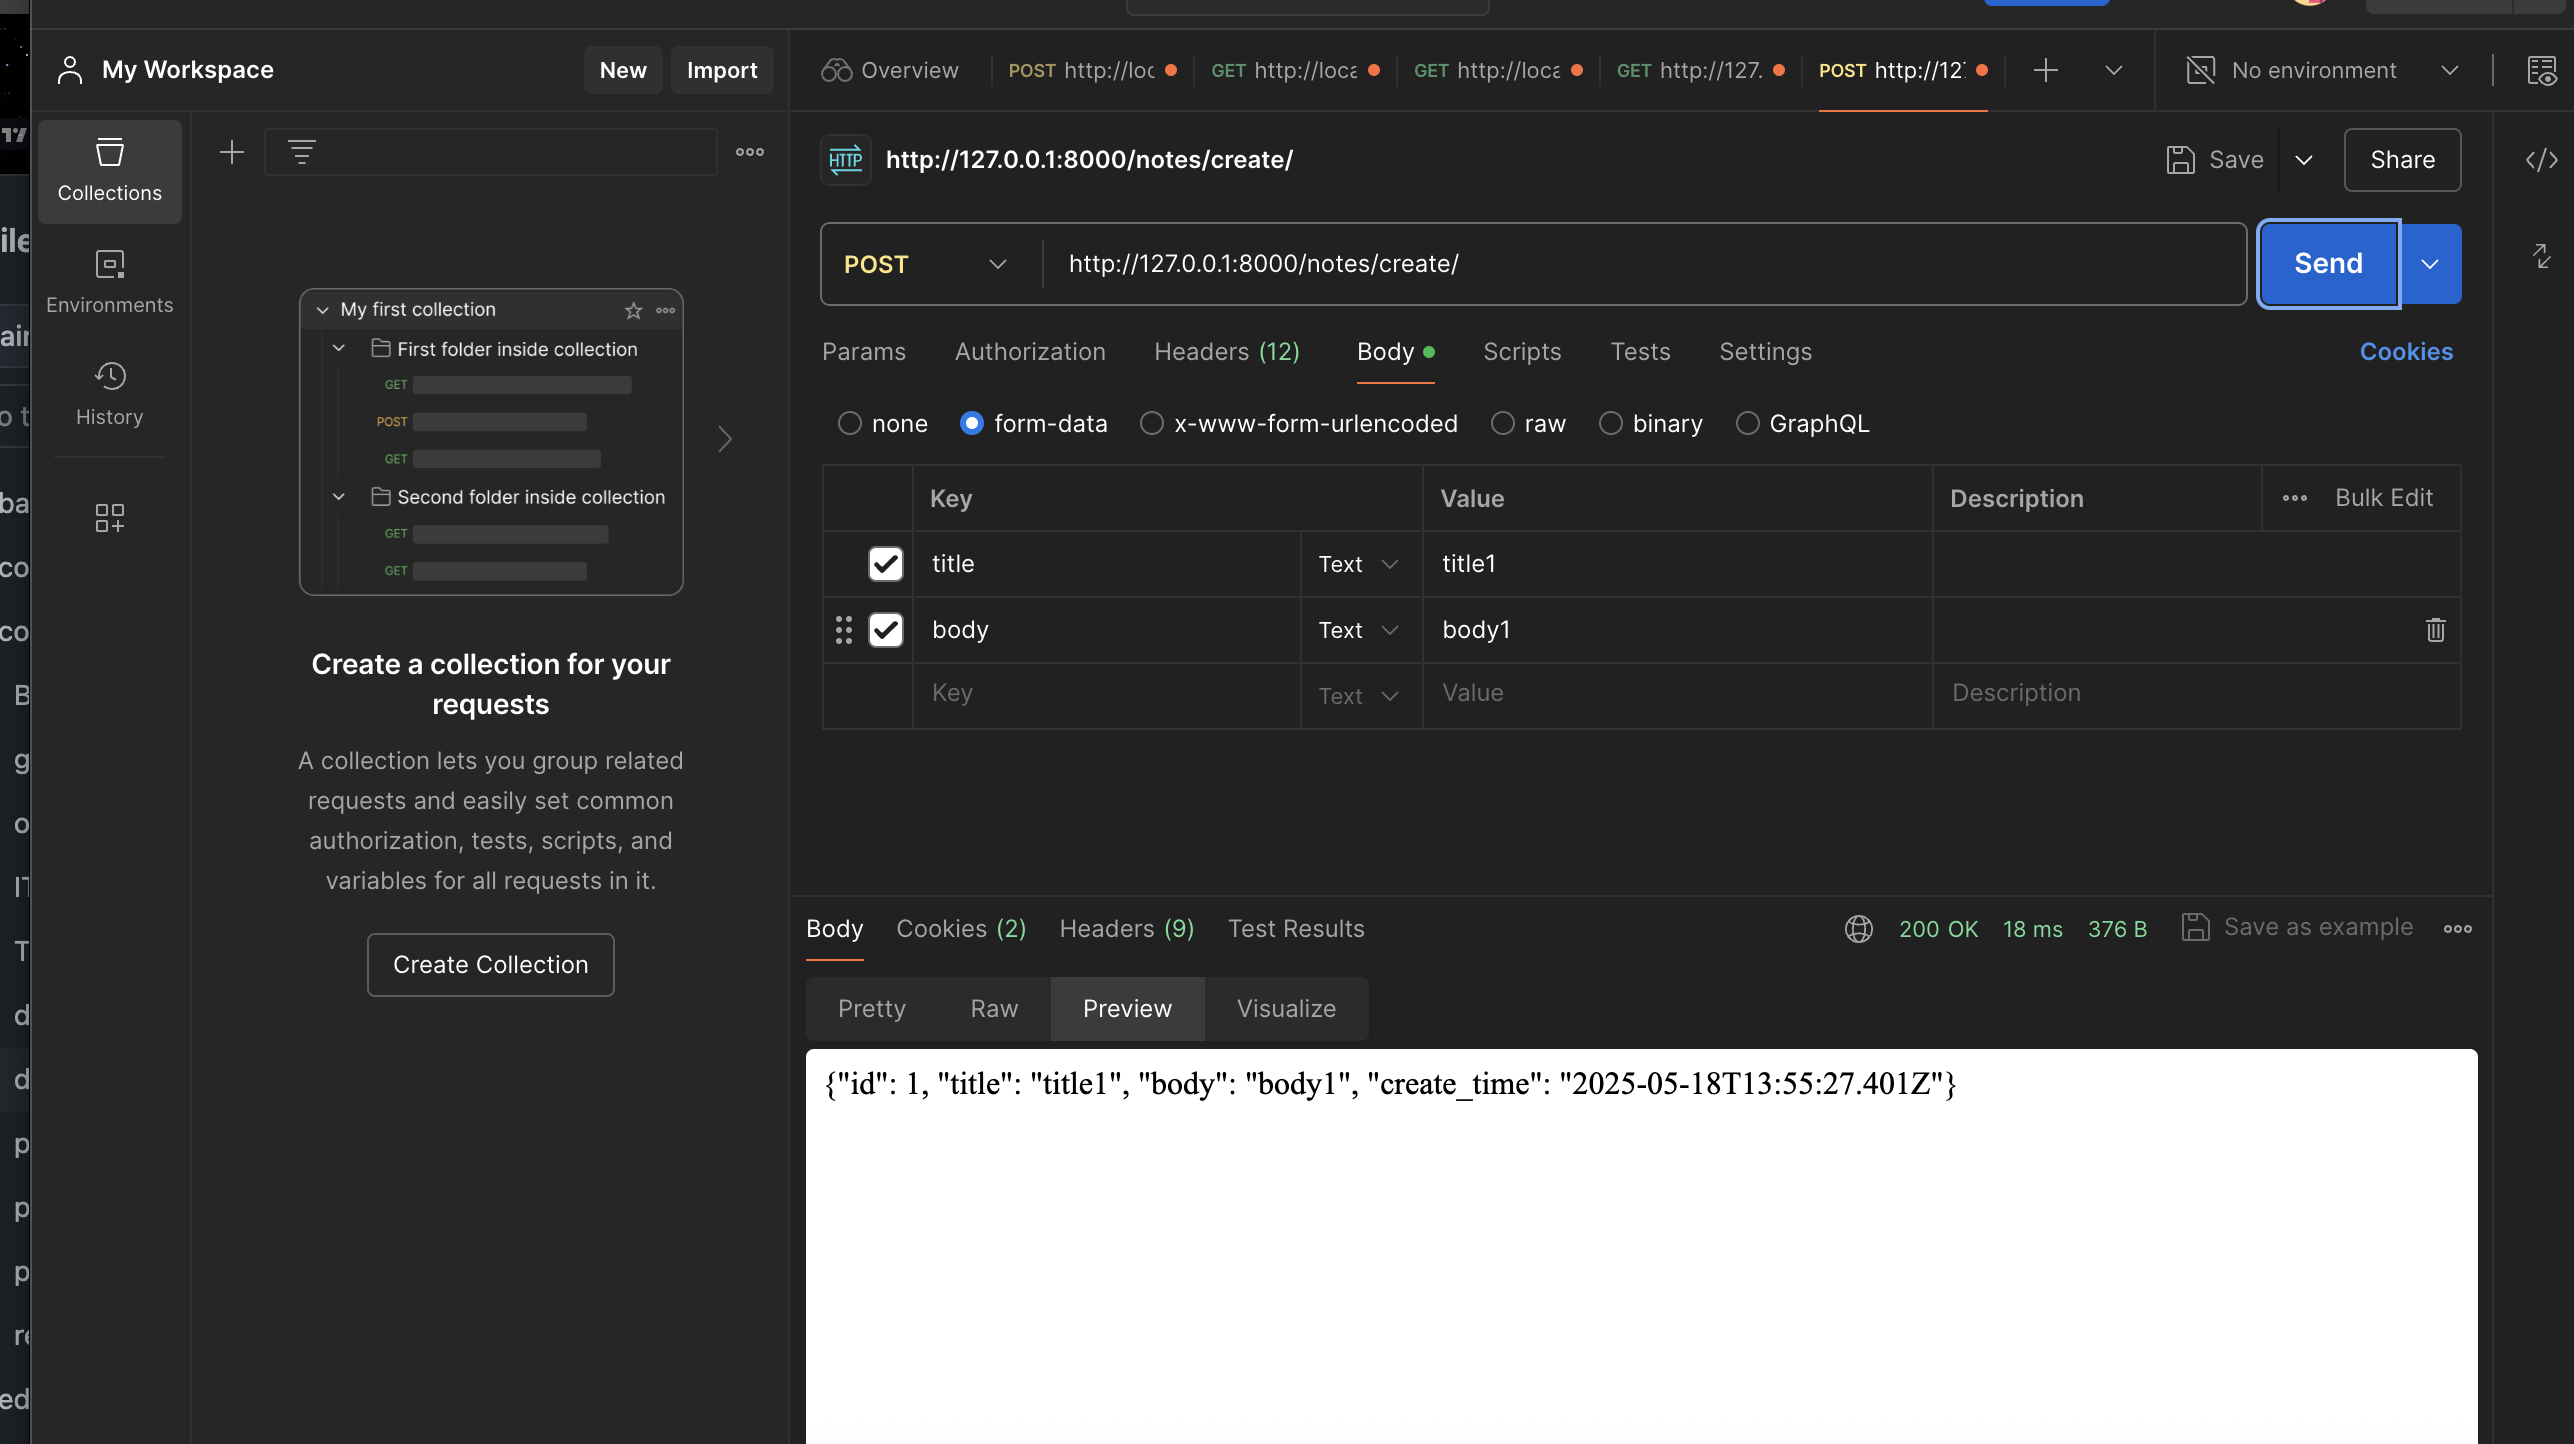 My Workspace
New
Import
Overview
POST http://loc
GET http://loca
GET http://loca
GET http://127.
POST http://127
No environment
Collections
Environments
History
My first collection
First folder inside collection
GET
POST
GET
Second folder inside collection
GET
GET
Create a collection for your
requests
A collection lets you group related
requests and easily set common
authorization, tests, scripts, and
variables for all requests in it.
Create Collection
HTTP http://127.0.0.1:8000/notes/create/
Save
Share
POST http://127.0.0.1:8000/notes/create/
Send
Params Authorization Headers (12) Body Scripts Tests Settings Cookies
none form-data x-www-form-urlencoded raw binary GraphQL
Key Value Description Bulk Edit
title Text title1
body Text body1
Key Text Value Description
Body Cookies (2) Headers (9) Test Results 200 OK 18 ms 376 B Save as example
Pretty Raw Preview Visualize
{"id": 1, "title": "title1", "body": "body1", "create_time": "2025-05-18T13:55:27.401Z"}